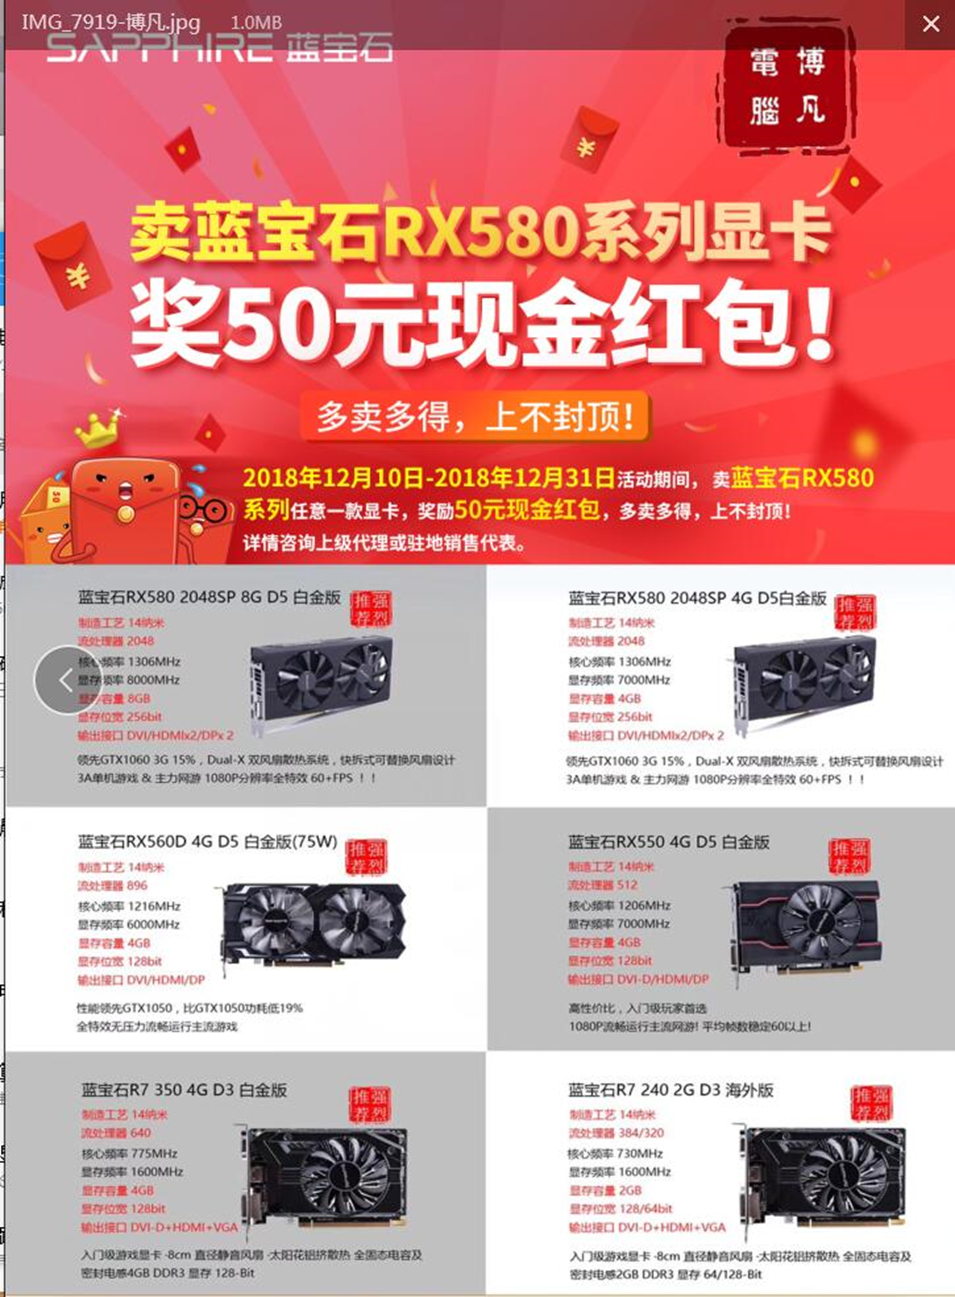 IMG_7919-博凡.jpg 1.0MB
SAPPHIRE 蓝宝石
電博
腦凡
卖蓝宝石RX580系列显卡
奖50元现金红包！
多卖多得，上不封顶！
2018年12月10日-2018年12月31日活动期间，卖蓝宝石RX580
系列任意一款显卡，奖励50元现金红包，多卖多得，上不封顶！
详情咨询上级代理或驻地销售代表。
50
蓝宝石RX580 2048SP 8G D5 白金版
推强
荐烈
制造工艺 14纳米
流处理器 2048
核心频率 1306MHz
显存频率 8000MHz
显存容量 8GB
显存位宽 256bit
输出接口 DVI/HDMIx2/DPx 2
领先GTX1060 3G 15%，Dual-X 双风扇散热系统，快拆式可替换风扇设计
3A单机游戏 & 主力网游 1080P分辨率全特效 60+FPS ！！
蓝宝石RX580 2048SP 4G D5白金版
推强
荐烈
制造工艺 14纳米
流处理器 2048
核心频率 1306MHz
显存频率 7000MHz
显存容量 4GB
显存位宽 256bit
输出接口 DVI/HDMIx2/DPx 2
领先GTX1060 3G 15%，Dual-X 双风扇散热系统，快拆式可替换风扇设计
3A单机游戏 & 主力网游 1080P分辨率全特效 60+FPS ！！
蓝宝石RX560D 4G D5 白金版(75W)
推强
荐烈
制造工艺 14纳米
流处理器 896
核心频率 1216MHz
显存频率 6000MHz
显存容量 4GB
显存位宽 128bit
输出接口 DVI/HDMI/DP
性能领先GTX1050，比GTX1050功耗低19%
全特效无压力流畅运行主流游戏
蓝宝石RX550 4G D5 白金版
推强
荐烈
制造工艺 14纳米
流处理器 512
核心频率 1206MHz
显存频率 7000MHz
显存容量 4GB
显存位宽 128bit
输出接口 DVI-D/HDMI/DP
高性价比，入门级玩家首选
1080P流畅运行主流网游! 平均帧数稳定60以上!
蓝宝石R7 350 4G D3 白金版
推强
荐烈
制造工艺 14纳米
流处理器 640
核心频率 775MHz
显存频率 1600MHz
显存容量 4GB
显存位宽 128bit
输出接口 DVI-D+HDMI+VGA
入门级游戏显卡 ·8cm 直径静音风扇 ·太阳花铝挤散热 全固态电容及
密封电感4GB DDR3 显存 128-Bit
蓝宝石R7 240 2G D3 海外版
推强
荐烈
制造工艺 14纳米
流处理器 384/320
核心频率 730MHz
显存频率 1600MHz
显存容量 2GB
显存位宽 128/64bit
输出接口 DVI-D+HDMI+VGA
入门级游戏显卡 ·8cm 直径静音风扇 ·太阳花铝挤散热 全固态电容及
密封电感2GB DDR3 显存 64/128-Bit